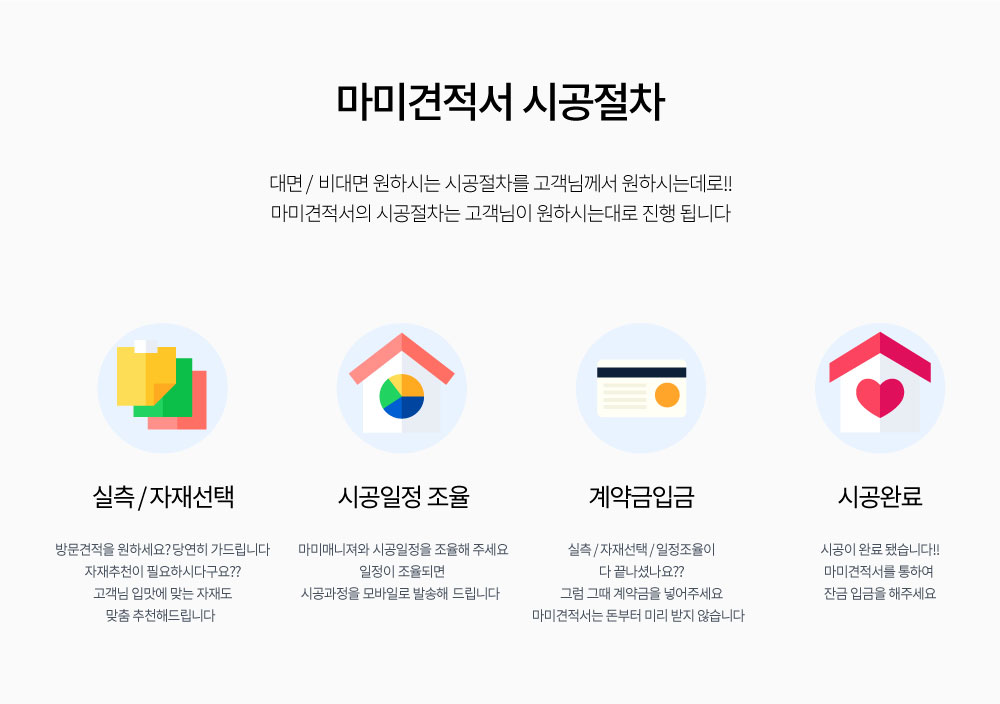 마미견적서 시공절차
대면 / 비대면 원하시는 시공절차를 고객님께서 원하시는데로!!
마미견적서의 시공절차는 고객님이 원하시는대로 진행 됩니다
실측 / 자재선택
방문견적을 원하세요? 당연히 가드립니다
자재추천이 필요하시다구요??
고객님 입맛에 맞는 자재도
맞춤 추천해드립니다
시공일정 조율
마미매니져와 시공일정을 조율해 주세요
일정이 조율되면
시공과정을 모바일로 발송해 드립니다
계약금입금
실측 / 자재선택 / 일정조율이
다 끝나셨나요??
그럼 그때 계약금을 넣어주세요
마미견적서는 돈부터 미리 받지 않습니다
시공완료
시공이 완료 됐습니다!!
마미견적서를 통하여
잔금 입금을 해주세요